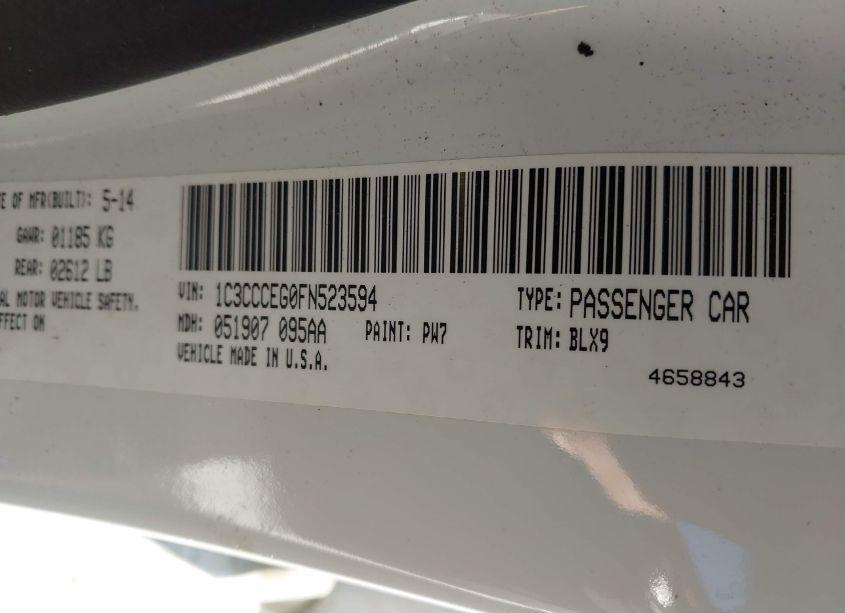 E OF MFR(BUILT): 5-14
GAWR: 01185 KG
REAR: 02612 LB
AL MOTOR VEHICLE SAFETY.
FFECT ON
VIN: 1C3CCCEG0FN523594
TYPE: PASSENGER CAR
MDH: 051907 095AA
PAINT: PW7
TRIM: BLX9
VEHICLE MADE IN U.S.A.
4658843